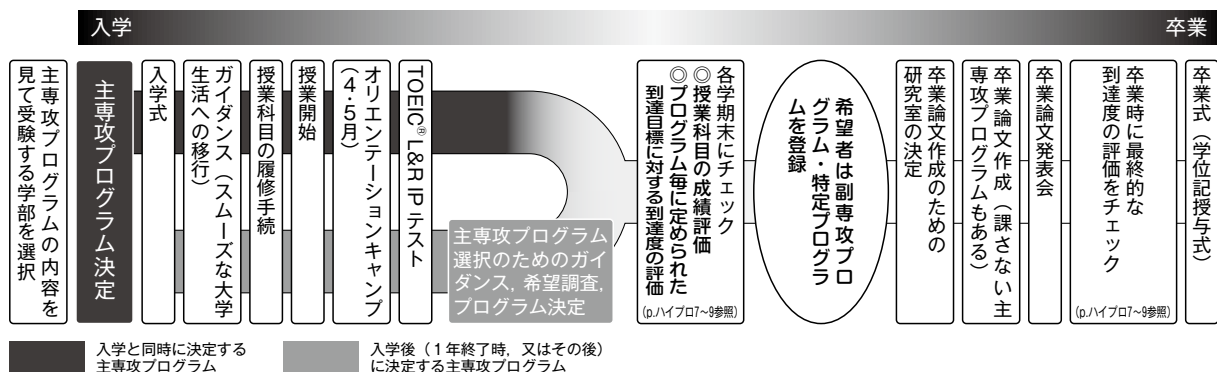 入学
卒業
主専攻プログラムの内容を
見て受験する学部を選択
主専攻プログラム決定
入学式
ガイダンス（スムーズな大学
生活への移行）
授業科目の履修手続
授業開始
オリエンテーションキャンプ
（4・5月）
TOEIC® L&R IP テスト
主専攻プログラム
選択のためのガイ
ダンス, 希望調査,
プログラム決定
各学期末にチェック
◎授業科目の成績評価
◎プログラム毎に定められた
到達目標に対する到達度の評価
(p.ハイプロ7～9参照)
希望者は副専攻プロ
グラム・特定プログラ
ムを登録
卒業論文作成のための
研究室の決定
卒業論文作成（課さない主
専攻プログラムもある）
卒業論文発表会
卒業時に最終的な
到達度の評価をチェック
(p.ハイプロ7～9参照)
卒業式（学位記授与式）
入学と同時に決定する
主専攻プログラム
入学後（1年終了時，又はその後）
に決定する主専攻プログラム